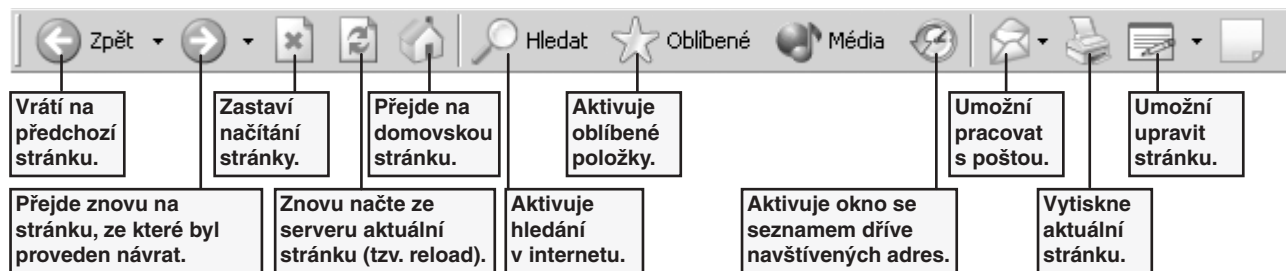 Zpět
Hledat
Oblíbené
Média
Vrátí na
předchozí
stránku.
Zastaví
načítání
stránky.
Přejde na
domovskou
stránku.
Aktivuje
oblíbené
položky.
Umožní
pracovat
s poštou.
Umožní
upravit
stránku.
Přejde znovu na
stránku, ze které byl
proveden návrat.
Znovu načte ze
serveru aktuální
stránku (tzv. reload).
Aktivuje
hledání
v internetu.
Aktivuje okno se
seznamem dříve
navštívených adres.
Vytiskne
aktuální
stránku.